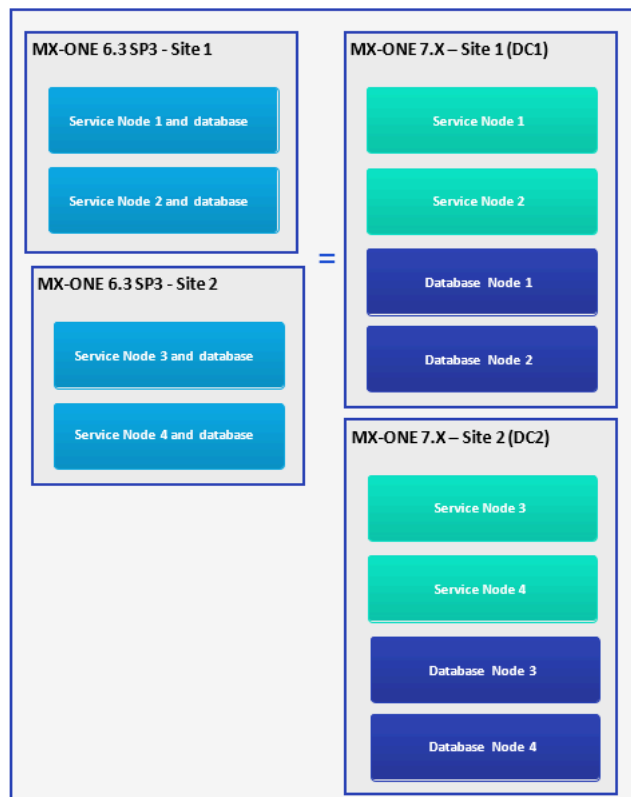 MX-ONE 6.3 SP3 - Site 1
Service Node 1 and database
Service Node 2 and database
MX-ONE 6.3 SP3 - Site 2
Service Node 3 and database
Service Node 4 and database
=
MX-ONE 7.X – Site 1 (DC1)
Service Node 1
Service Node 2
Database Node 1
Database Node 2
MX-ONE 7.X – Site 2 (DC2)
Service Node 3
Service Node 4
Database Node 3
Database Node 4